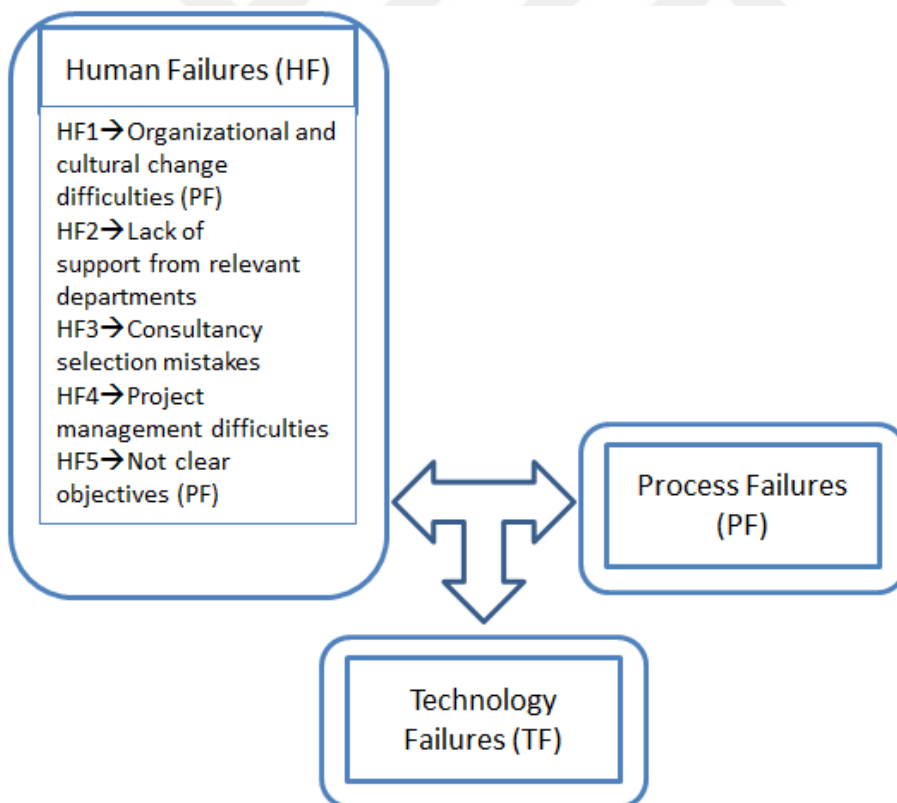 Human Failures (HF)
HF1→Organizational and
cultural change
difficulties (PF)
HF2→Lack of
support from relevant
departments
HF3→Consultancy
selection mistakes
HF4→Project
management difficulties
HF5→Not clear
objectives (PF)
Process Failures
(PF)
Technology
Failures (TF)